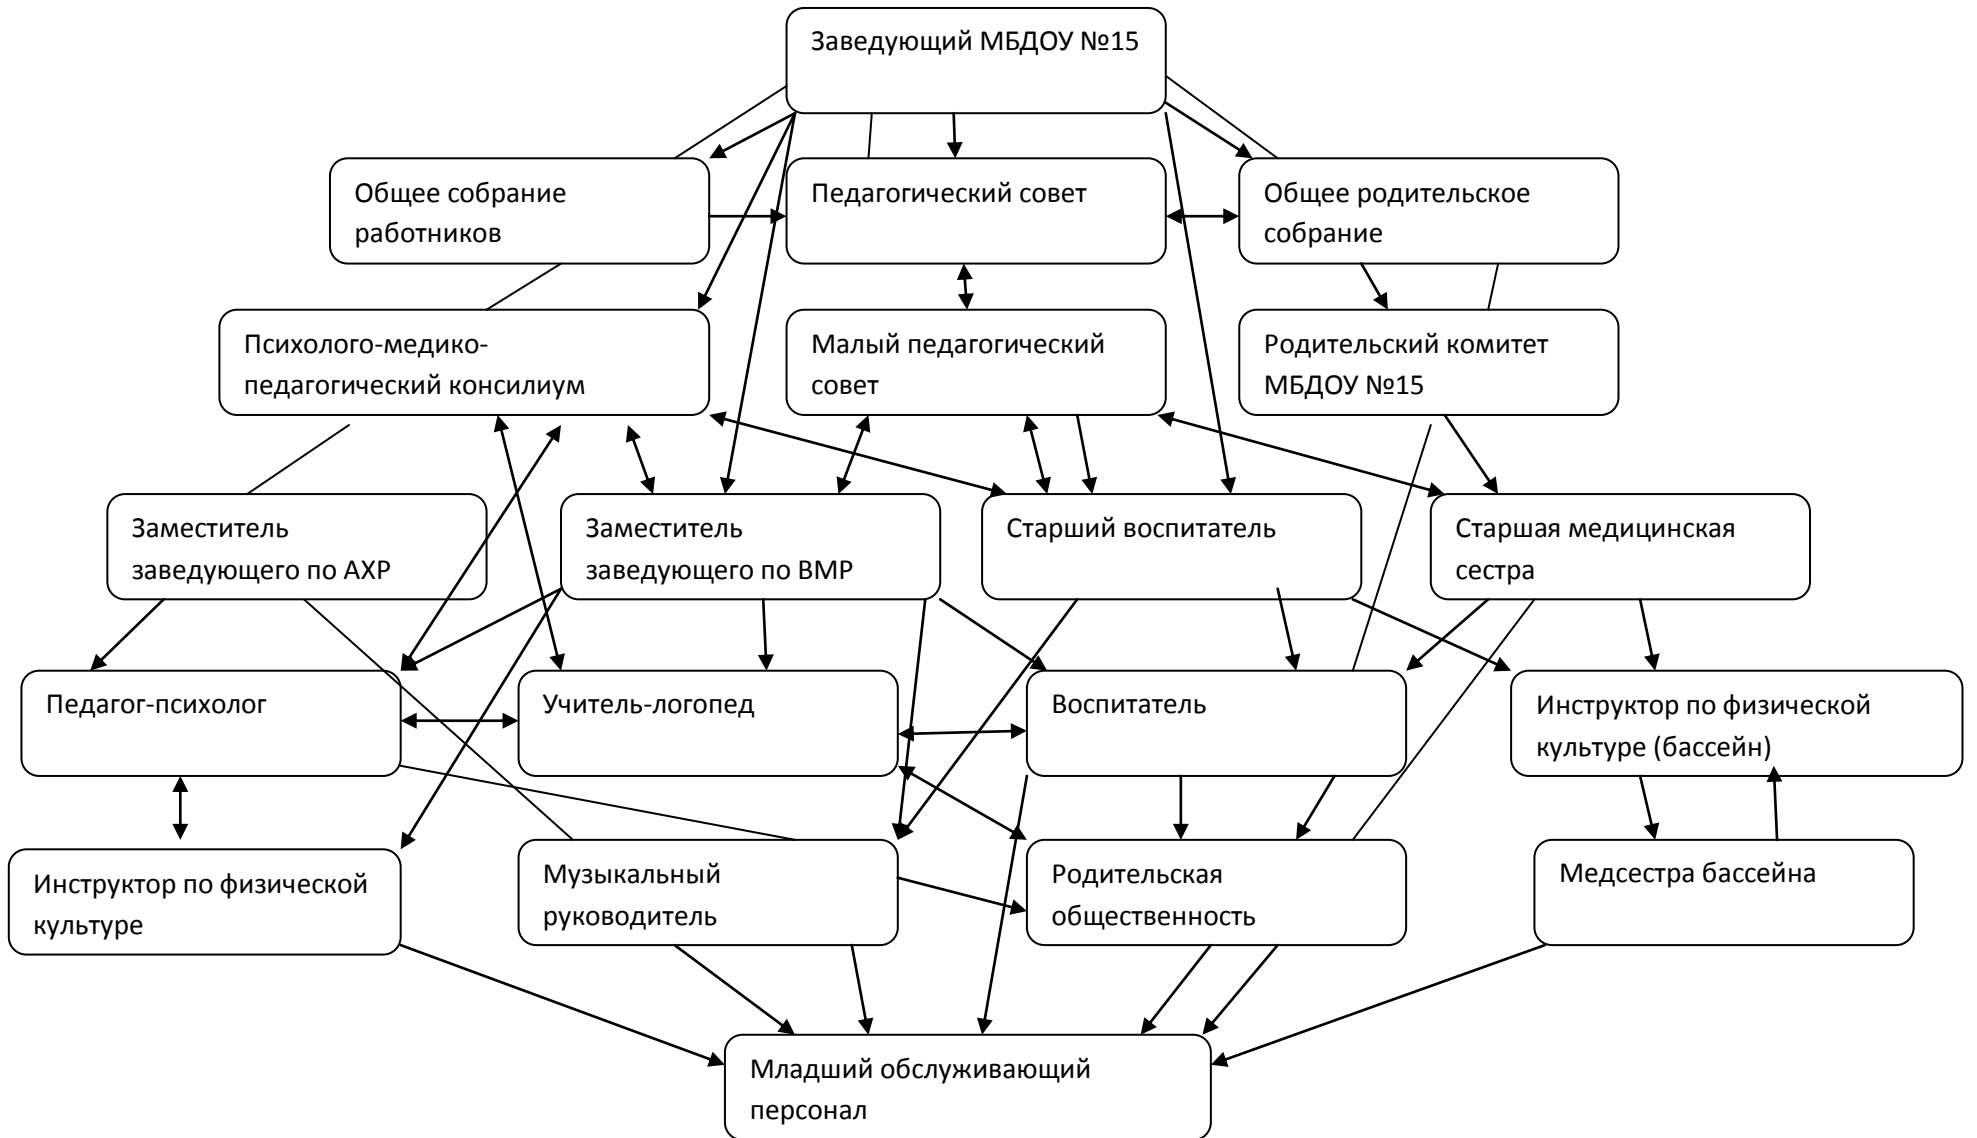 Заведующий МБДОУ №15
Общее собрание
работников
Педагогический совет
Общее родительское
собрание
Психолого-медико-
педагогический консилиум
Малый педагогический
совет
Родительский комитет
МБДОУ №15
Заместитель
заведующего по АХР
Заместитель
заведующего по ВМР
Старший воспитатель
Старшая медицинская
сестра
Педагог-психолог
Учитель-логопед
Воспитатель
Инструктор по физической
культуре (бассейн)
Инструктор по физической
культуре
Музыкальный
руководитель
Родительская
общественность
Медсестра бассейна
Младший обслуживающий
персонал